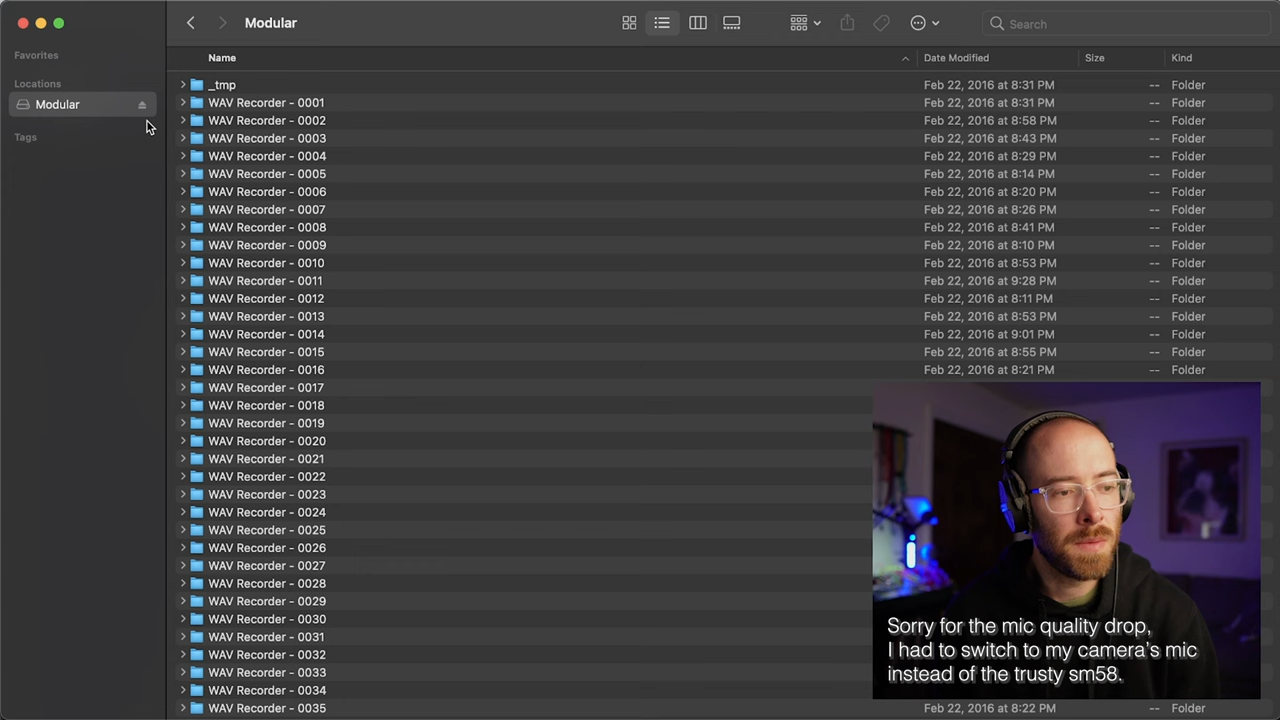 Modular
Search
Favorites
Locations
Modular
Tags
Name Date Modified Size Kind
_tmp Feb 22, 2016 at 8:31 PM -- Folder
WAV Recorder - 0001 Feb 22, 2016 at 8:31 PM -- Folder
WAV Recorder - 0002 Feb 22, 2016 at 8:58 PM -- Folder
WAV Recorder - 0003 Feb 22, 2016 at 8:43 PM -- Folder
WAV Recorder - 0004 Feb 22, 2016 at 8:29 PM -- Folder
WAV Recorder - 0005 Feb 22, 2016 at 8:14 PM -- Folder
WAV Recorder - 0006 Feb 22, 2016 at 8:20 PM -- Folder
WAV Recorder - 0007 Feb 22, 2016 at 8:26 PM -- Folder
WAV Recorder - 0008 Feb 22, 2016 at 8:41 PM -- Folder
WAV Recorder - 0009 Feb 22, 2016 at 8:10 PM -- Folder
WAV Recorder - 0010 Feb 22, 2016 at 8:53 PM -- Folder
WAV Recorder - 0011 Feb 22, 2016 at 9:28 PM -- Folder
WAV Recorder - 0012 Feb 22, 2016 at 8:11 PM -- Folder
WAV Recorder - 0013 Feb 22, 2016 at 8:53 PM -- Folder
WAV Recorder - 0014 Feb 22, 2016 at 9:01 PM -- Folder
WAV Recorder - 0015 Feb 22, 2016 at 8:55 PM -- Folder
WAV Recorder - 0016 Feb 22, 2016 at 8:21 PM -- Folder
WAV Recorder - 0017
WAV Recorder - 0018
WAV Recorder - 0019
WAV Recorder - 0020
WAV Recorder - 0021
WAV Recorder - 0022
WAV Recorder - 0023
WAV Recorder - 0024
WAV Recorder - 0025
WAV Recorder - 0026
WAV Recorder - 0027
WAV Recorder - 0028
WAV Recorder - 0029
WAV Recorder - 0030
WAV Recorder - 0031
WAV Recorder - 0032
WAV Recorder - 0033
WAV Recorder - 0034
WAV Recorder - 0035 Feb 22, 2016 at 8:22 PM -- Folder
Sorry for the mic quality drop,
I had to switch to my camera's mic
instead of the trusty sm58.